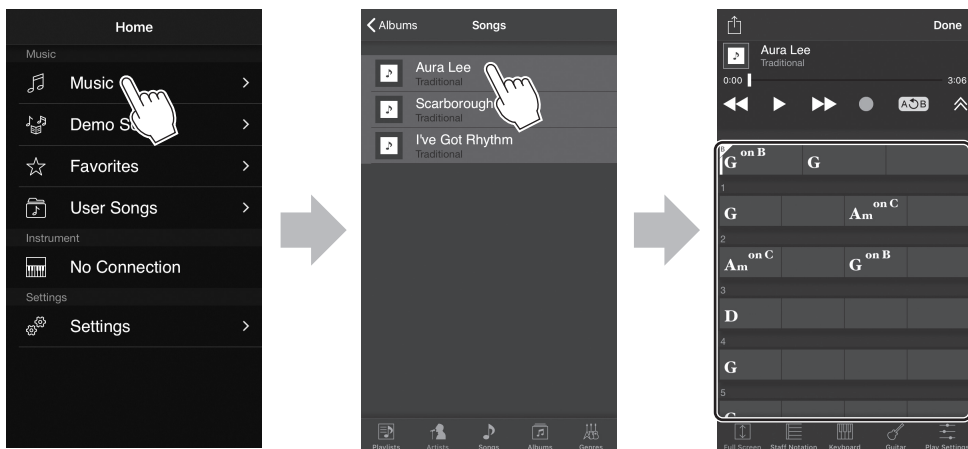 Home
Music
Music
Demo S
Favorites
User Songs
Instrument
No Connection
Settings
Settings
Albums
Songs
Aura Lee
Traditional
Scarborough
Traditional
I've Got Rhythm
Traditional
Playlists Artists Songs Albums Genres
Done
Aura Lee
Traditional
0:00 3:06
A B
G on B G
1
G Am on C
2
Am on C G on B
3
D
4
G
5
Full Screen Staff Notation Keyboard Guitar Play Settings